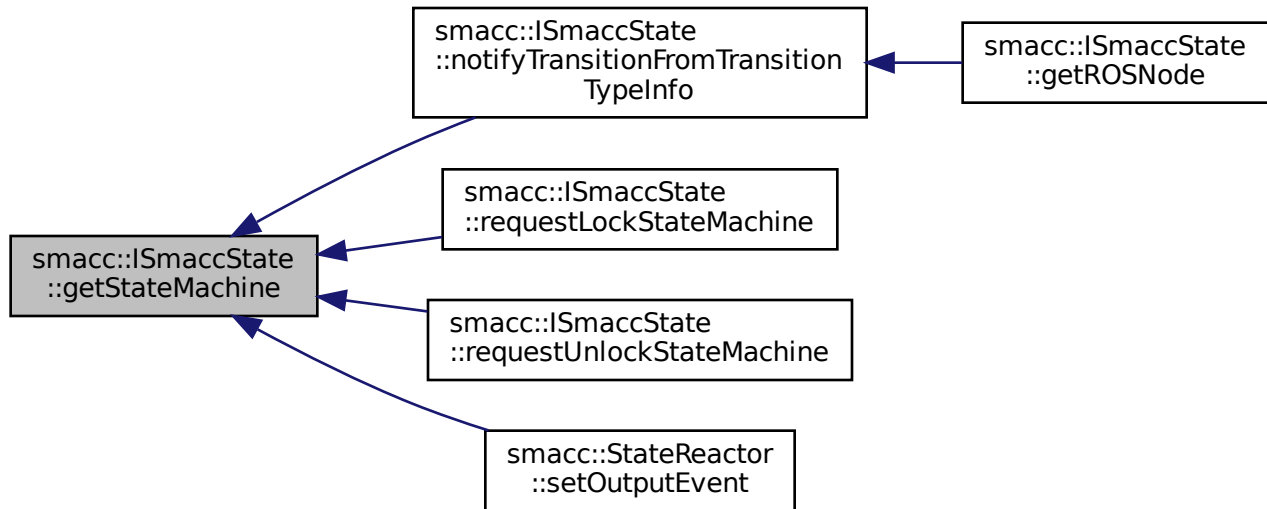 smacc::ISmaccState
::notifyTransitionFromTransition
TypeInfo
smacc::ISmaccState
::getROSNode
smacc::ISmaccState
::requestLockStateMachine
smacc::ISmaccState
::getStateMachine
smacc::ISmaccState
::requestUnlockStateMachine
smacc::StateReactor
::setOutputEvent